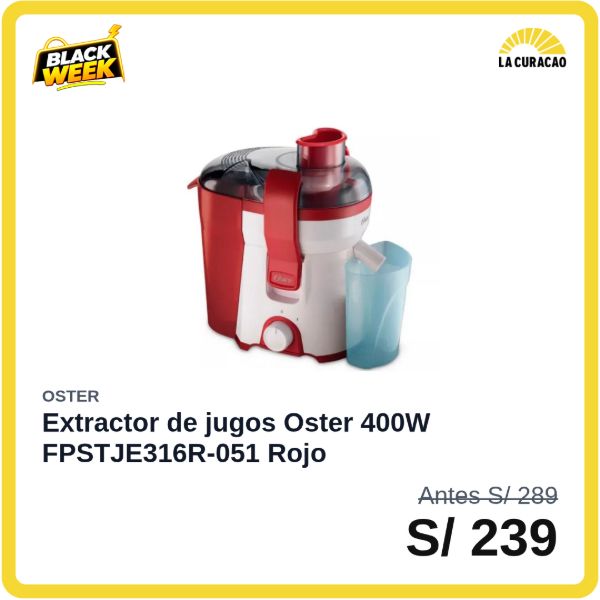 BLACK
WEEK
LA CURACAO
OSTER
Extractor de jugos Oster 400W
FPSTJE316R-051 Rojo
Antes S/ 289
S/ 239